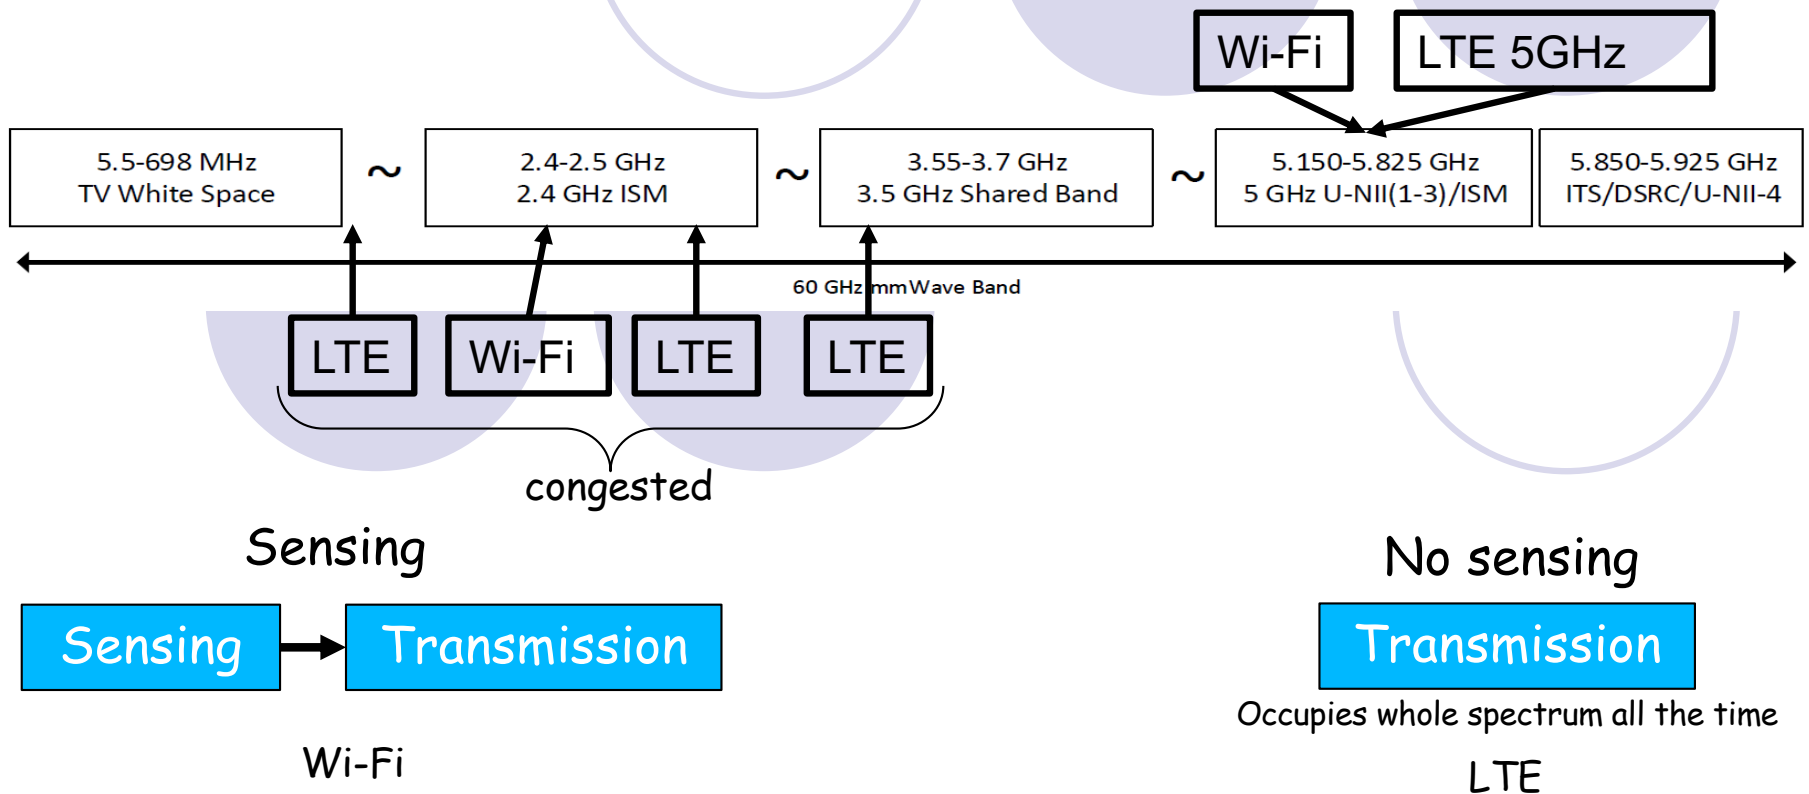 Wi-Fi
LTE 5GHz
5.5-698 MHz
TV White Space
~
2.4-2.5 GHz
2.4 GHz ISM
~
3.55-3.7 GHz
3.5 GHz Shared Band
~
5.150-5.825 GHz
5 GHz U-NII(1-3)/ISM
5.850-5.925 GHz
ITS/DSRC/U-NII-4
60 GHz mmWave Band
LTE
Wi-Fi
LTE
LTE
congested
Sensing
Sensing
Transmission
Wi-Fi
No sensing
Transmission
Occupies whole spectrum all the time
LTE